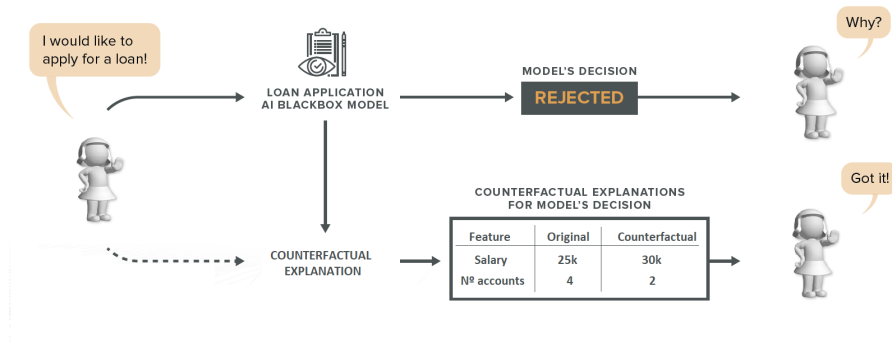 I would like to
apply for a loan!
LOAN APPLICATION
AI BLACKBOX MODEL
MODEL'S DECISION
REJECTED
Why?
COUNTERFACTUAL
EXPLANATION
COUNTERFACTUAL EXPLANATIONS
FOR MODEL'S DECISION
Feature Original Counterfactual
Salary 25k 30k
Nº accounts 4 2
Got it!